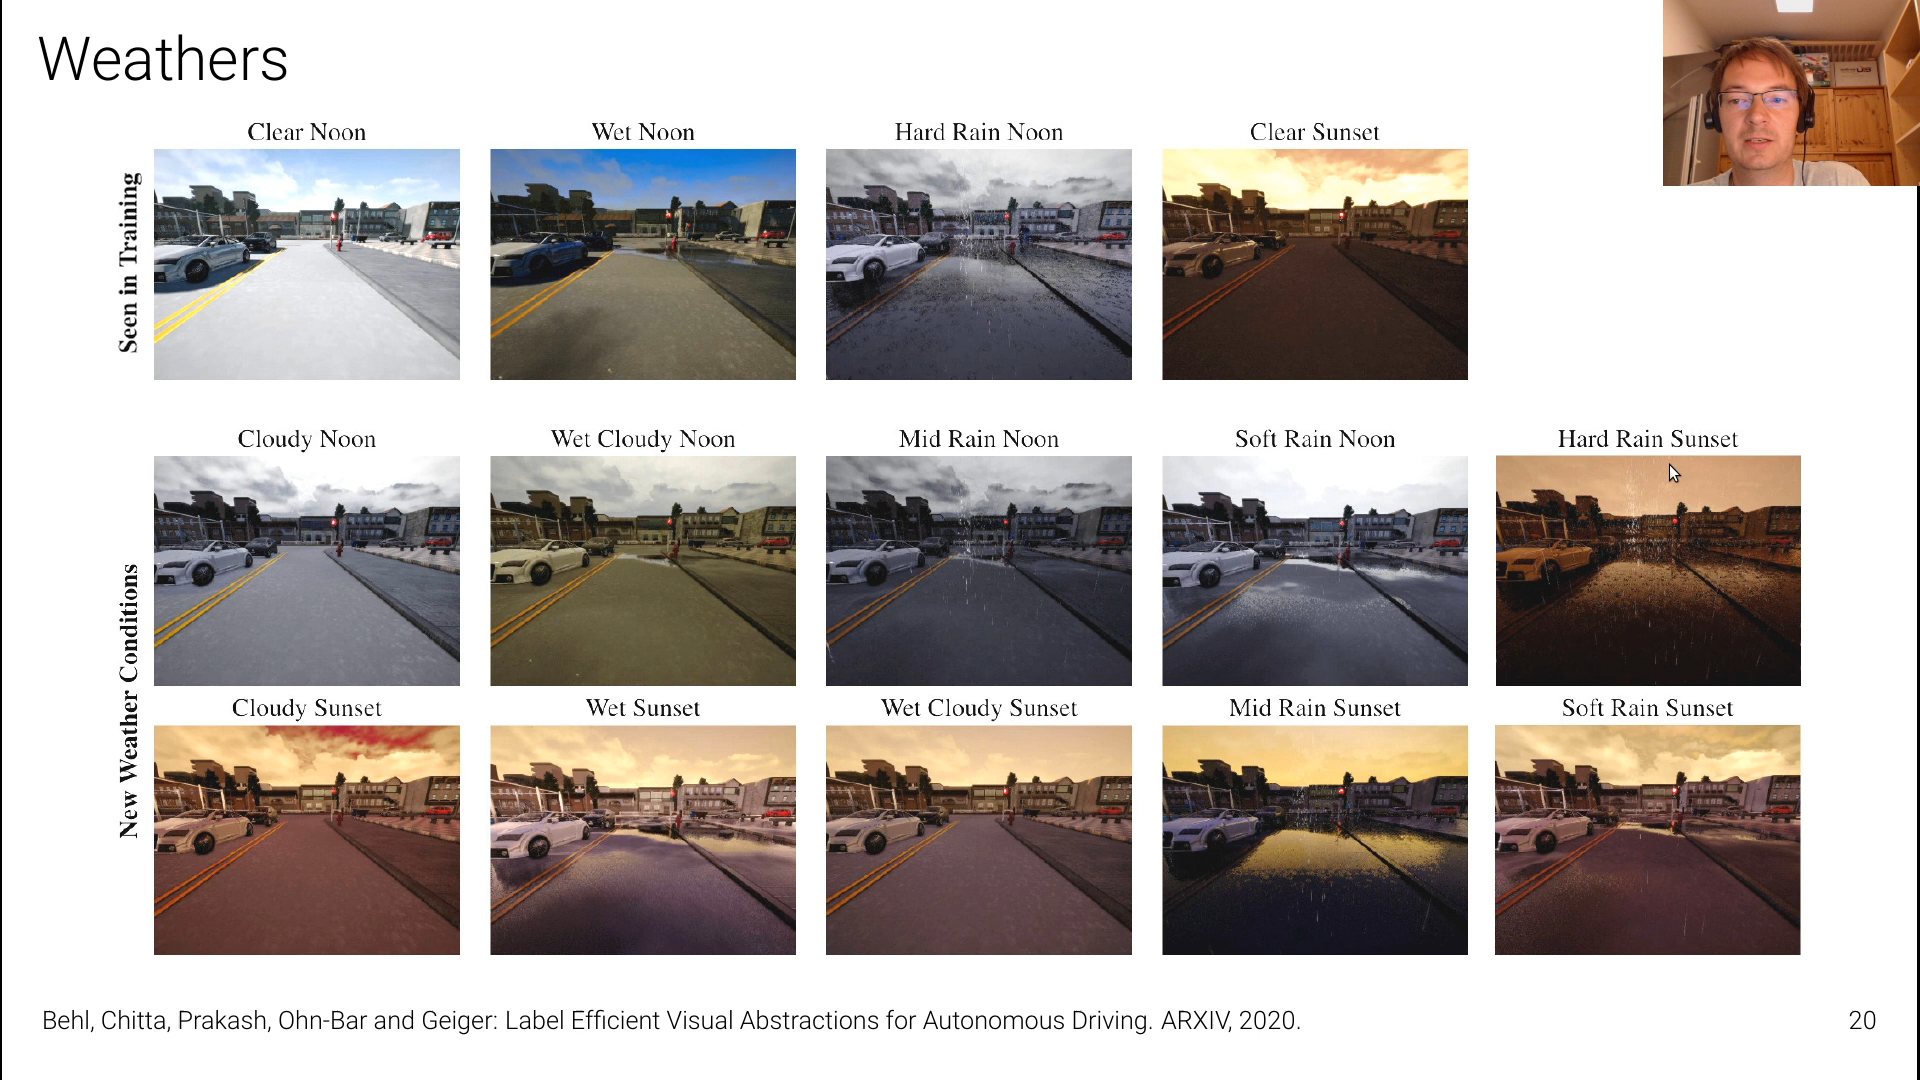 Weathers
Clear Noon
Wet Noon
Hard Rain Noon
Clear Sunset
Seen in Training
Cloudy Noon
Wet Cloudy Noon
Mid Rain Noon
Soft Rain Noon
Hard Rain Sunset
New Weather Conditions
Cloudy Sunset
Wet Sunset
Wet Cloudy Sunset
Mid Rain Sunset
Soft Rain Sunset
Behl, Chitta, Prakash, Ohn-Bar and Geiger: Label Efficient Visual Abstractions for Autonomous Driving. ARXIV, 2020.
20